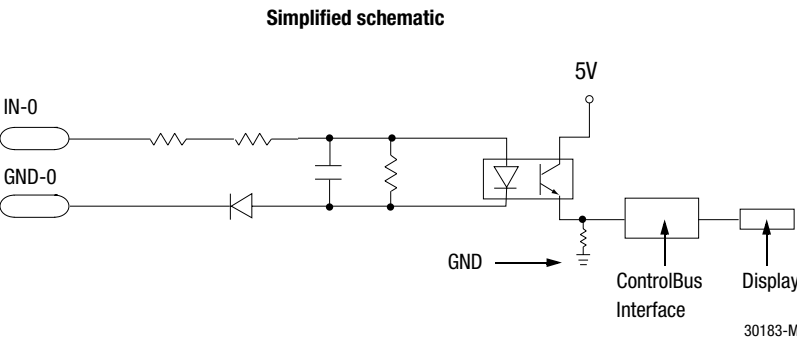 Simplified schematic
5V
IN-0
GND-0
GND
ControlBus
Interface
Display
30183-M